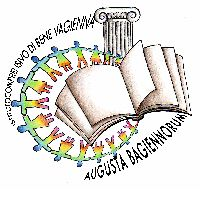 ISTITUTO COMPRENSIVO DI BENE VAGIENNA
AUGUSTA BAGIENNORUM